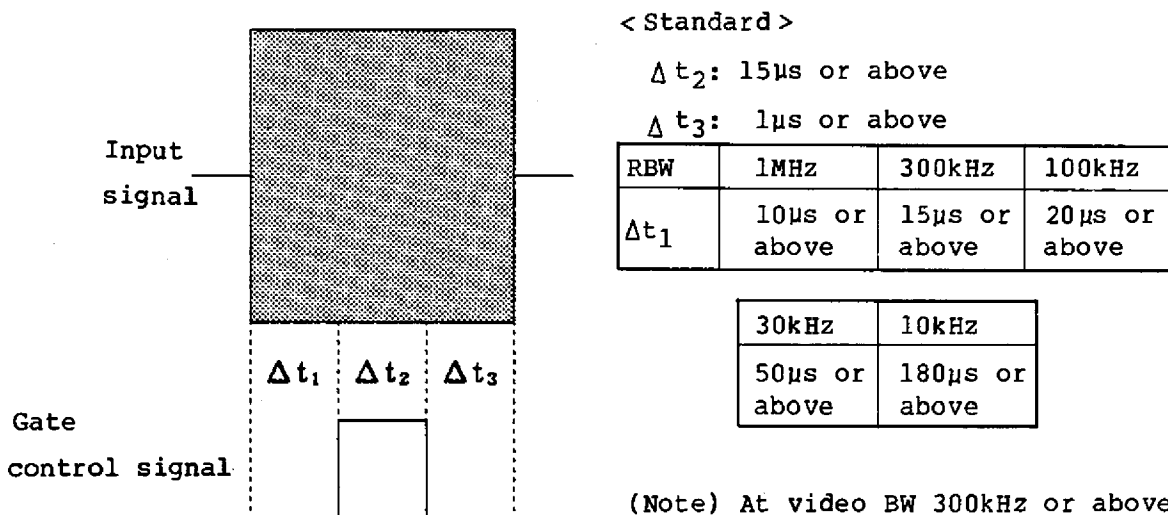 Input
signal
Δt1 Δt2 Δt3
Gate
control signal
<Standard>
Δt2: 15μs or above
Δt3: 1μs or above
RBW 1MHz 300kHz 100kHz
Δt1 10μs or above 15μs or above 20μs or above
30kHz 10kHz
50μs or above 180μs or above
(Note) At video BW 300kHz or above